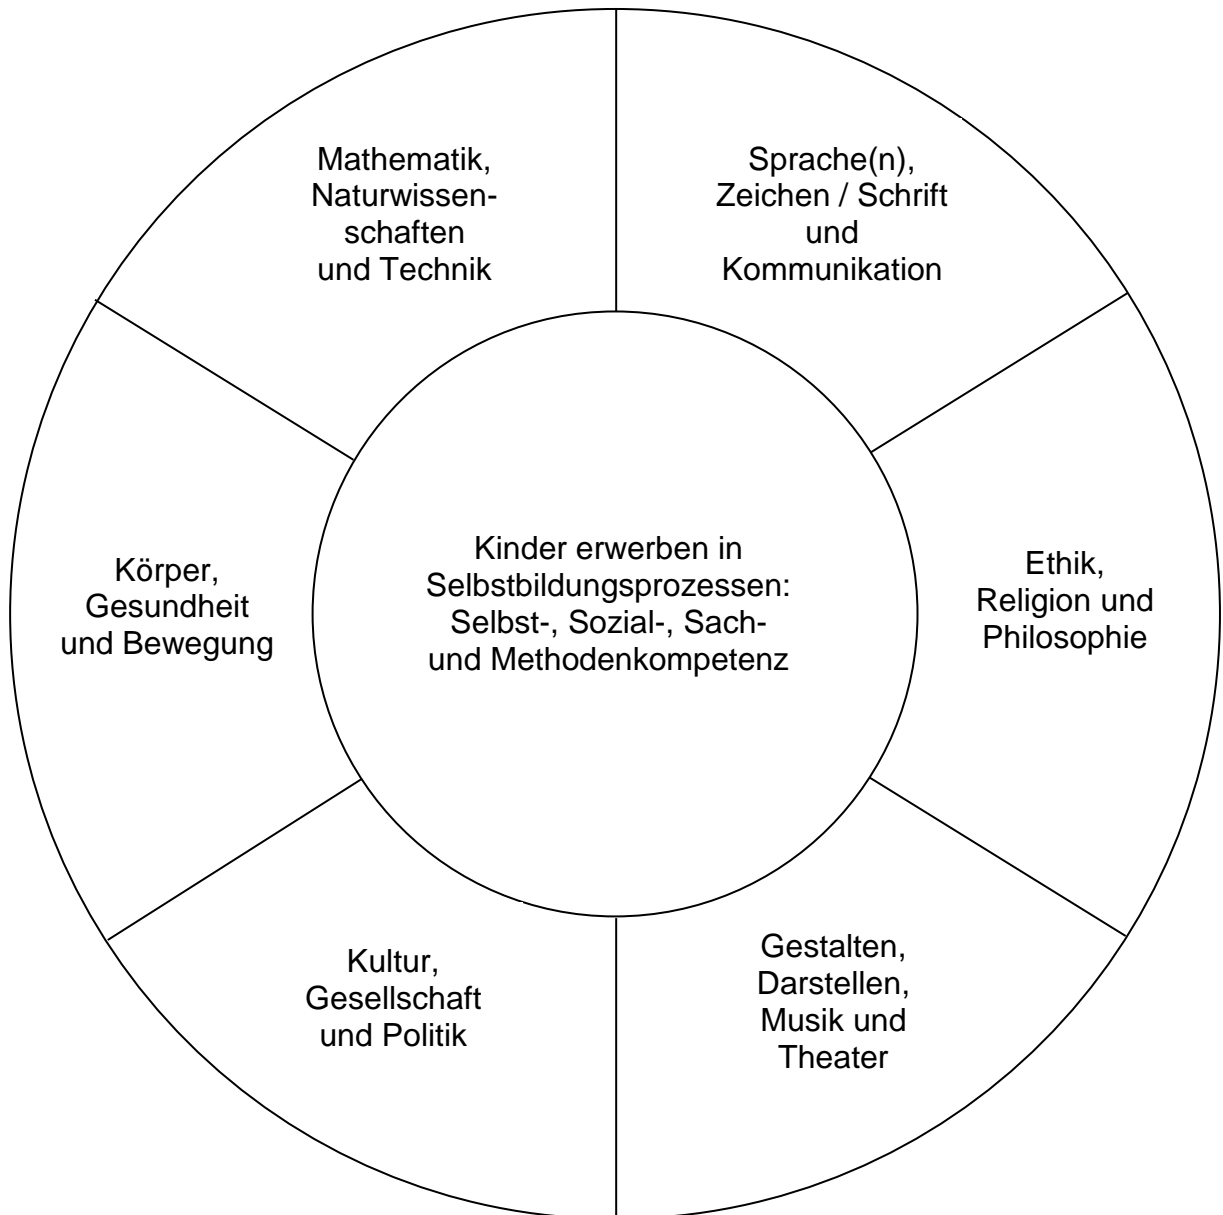 Mathematik,
Naturwissen-
schaften
und Technik
Sprache(n),
Zeichen / Schrift
und
Kommunikation
Körper,
Gesundheit
und Bewegung
Kinder erwerben in
Selbstbildungsprozessen:
Selbst-, Sozial-, Sach-
und Methodenkompetenz
Ethik,
Religion und
Philosophie
Kultur,
Gesellschaft
und Politik
Gestalten,
Darstellen,
Musik und
Theater